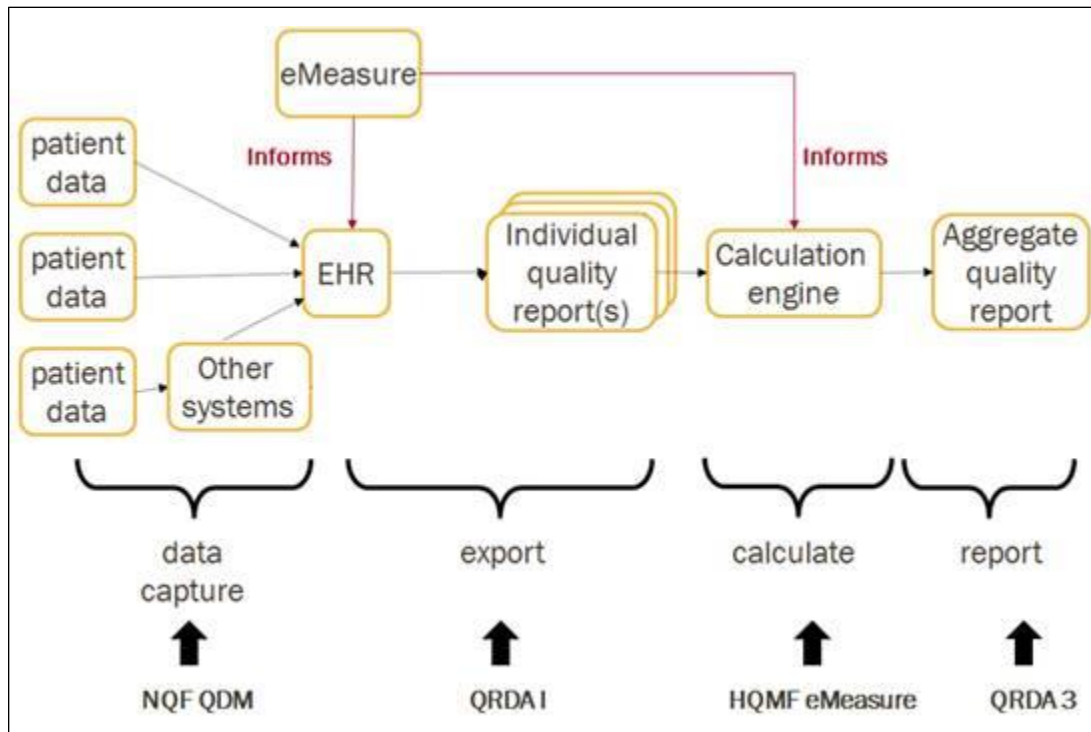 eMeasure
patient
data
Informs
Informs
patient
data
EHR
Individual
quality
report(s)
Calculation
engine
Aggregate
quality
report
patient
data
Other
systems
data
capture
export
calculate
report
NQF QDM
QRDA I
HQMF eMeasure
QRDA 3